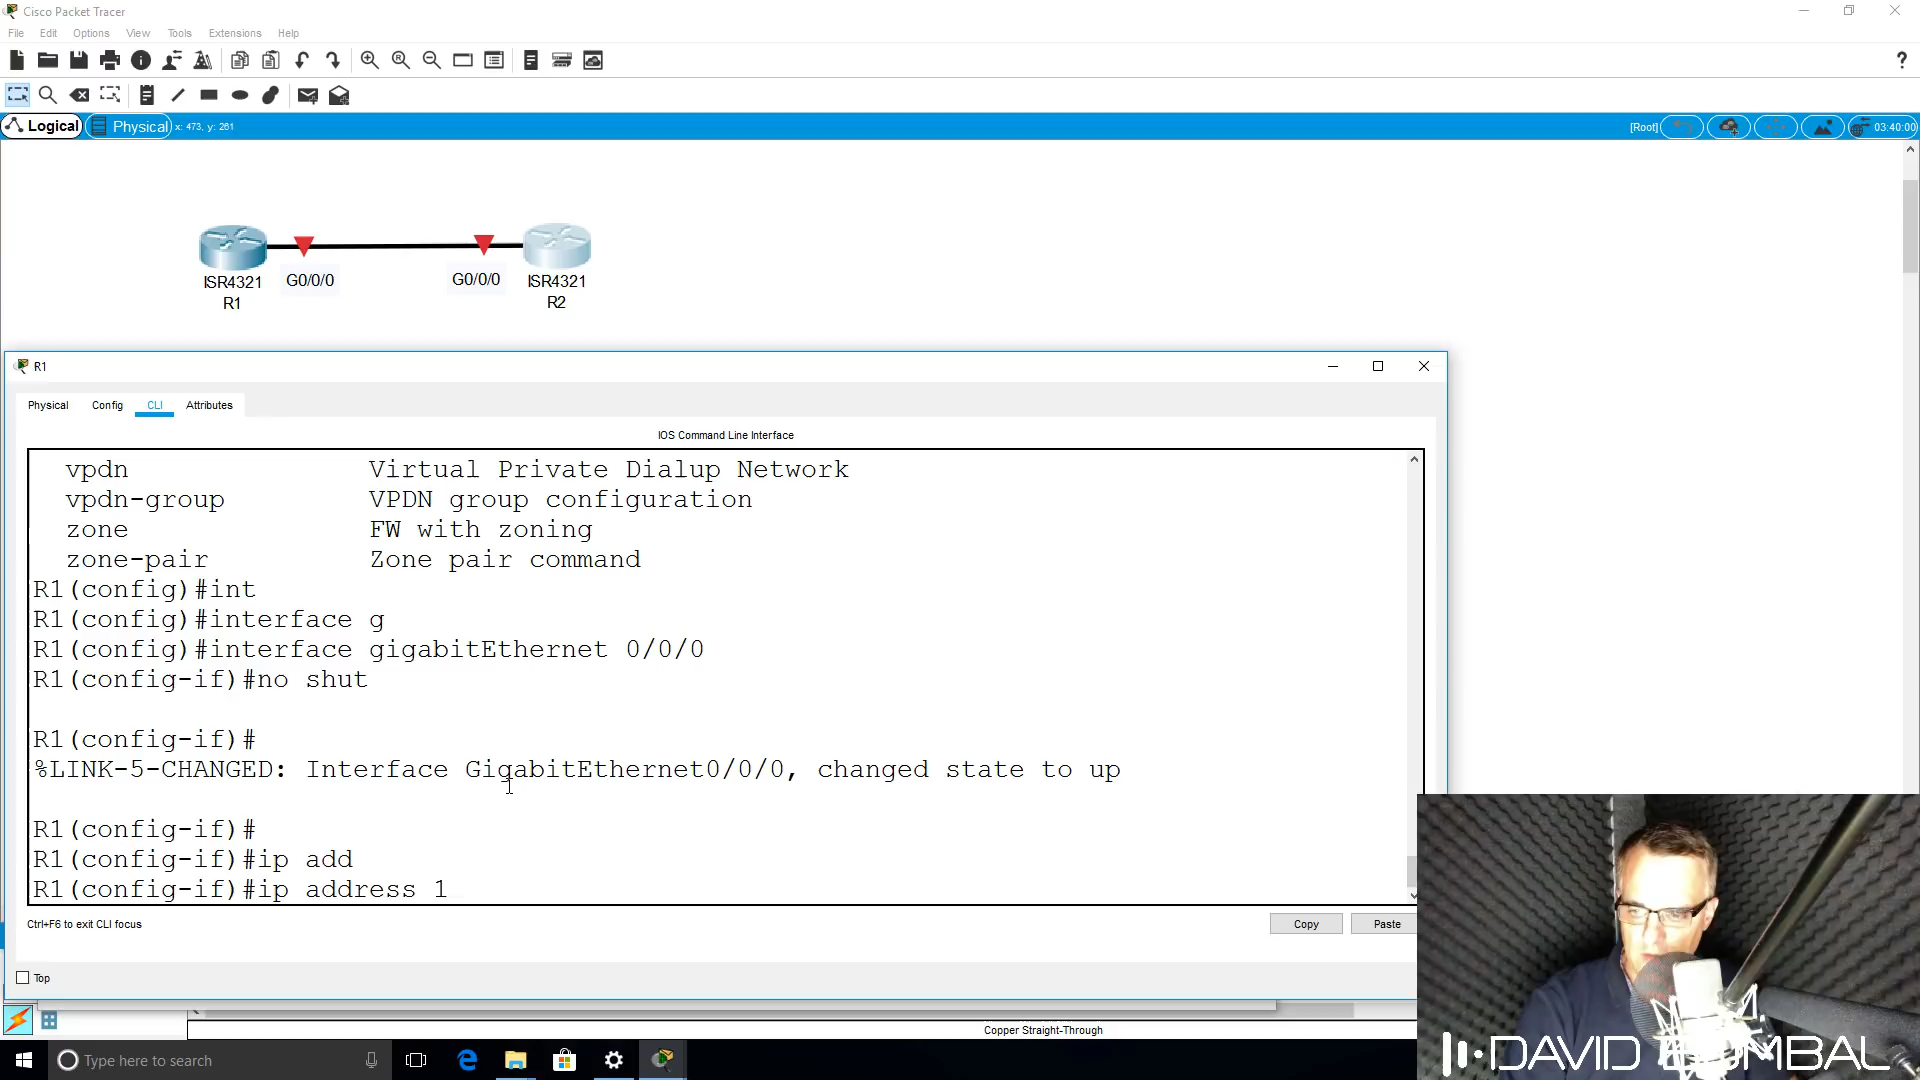 Cisco Packet Tracer
File Edit Options View Tools Extensions Help
Logical Physical x: 473, y: 261 [Root] 03:40:00
G0/0/0 G0/0/0
ISR4321 ISR4321
R1 R2
R1
Physical Config CLI Attributes
IOS Command Line Interface
vpdn Virtual Private Dialup Network
vpdn-group VPDN group configuration
zone FW with zoning
zone-pair Zone pair command
R1(config)#int
R1(config)#interface g
R1(config)#interface gigabitEthernet 0/0/0
R1(config-if)#no shut
R1(config-if)#
%LINK-5-CHANGED: Interface GigabitEthernet0/0/0, changed state to up
R1(config-if)#
R1(config-if)#ip add
R1(config-if)#ip address 1
Ctrl+F6 to exit CLI focus Copy Paste
Top
Copper Straight-Through
Type here to search
DAVID